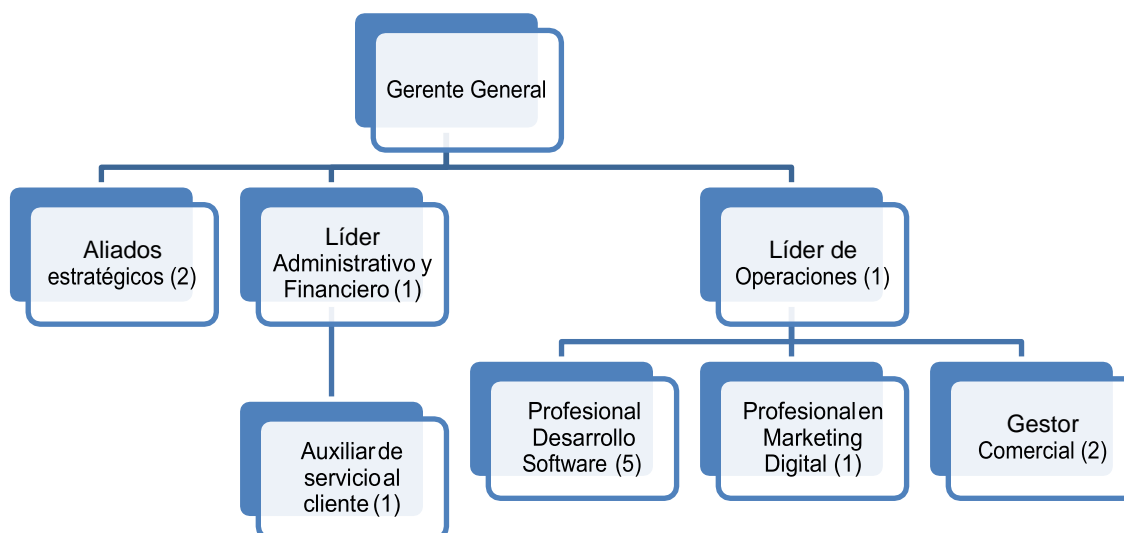 Gerente General
Aliados
estratégicos (2)
Líder
Administrativo y
Financiero (1)
Líder de
Operaciones (1)
Auxiliar de
servicio al
cliente (1)
Profesional
Desarrollo
Software (5)
Profesional en
Marketing
Digital (1)
Gestor
Comercial (2)